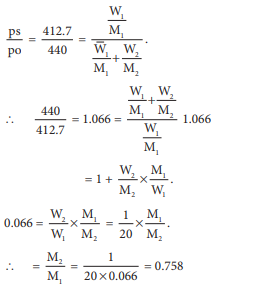 ps/po = 412.7/440 = (W₁/M₁)/(W̅₁/M₁ + W₂/M₂).
∴ 440/412.7 = 1.066 = (W₁/M₁ + W₂/M₂)/(W₁/M₁) 1.066
= 1 + W₂/M₂ × M₁/W₁.
0.066 = W₂/W₁ × M₁/M₂ = 1/20 × M₁/M₂.
∴ = M₂/M₁ = 1/(20×0.066) = 0.758